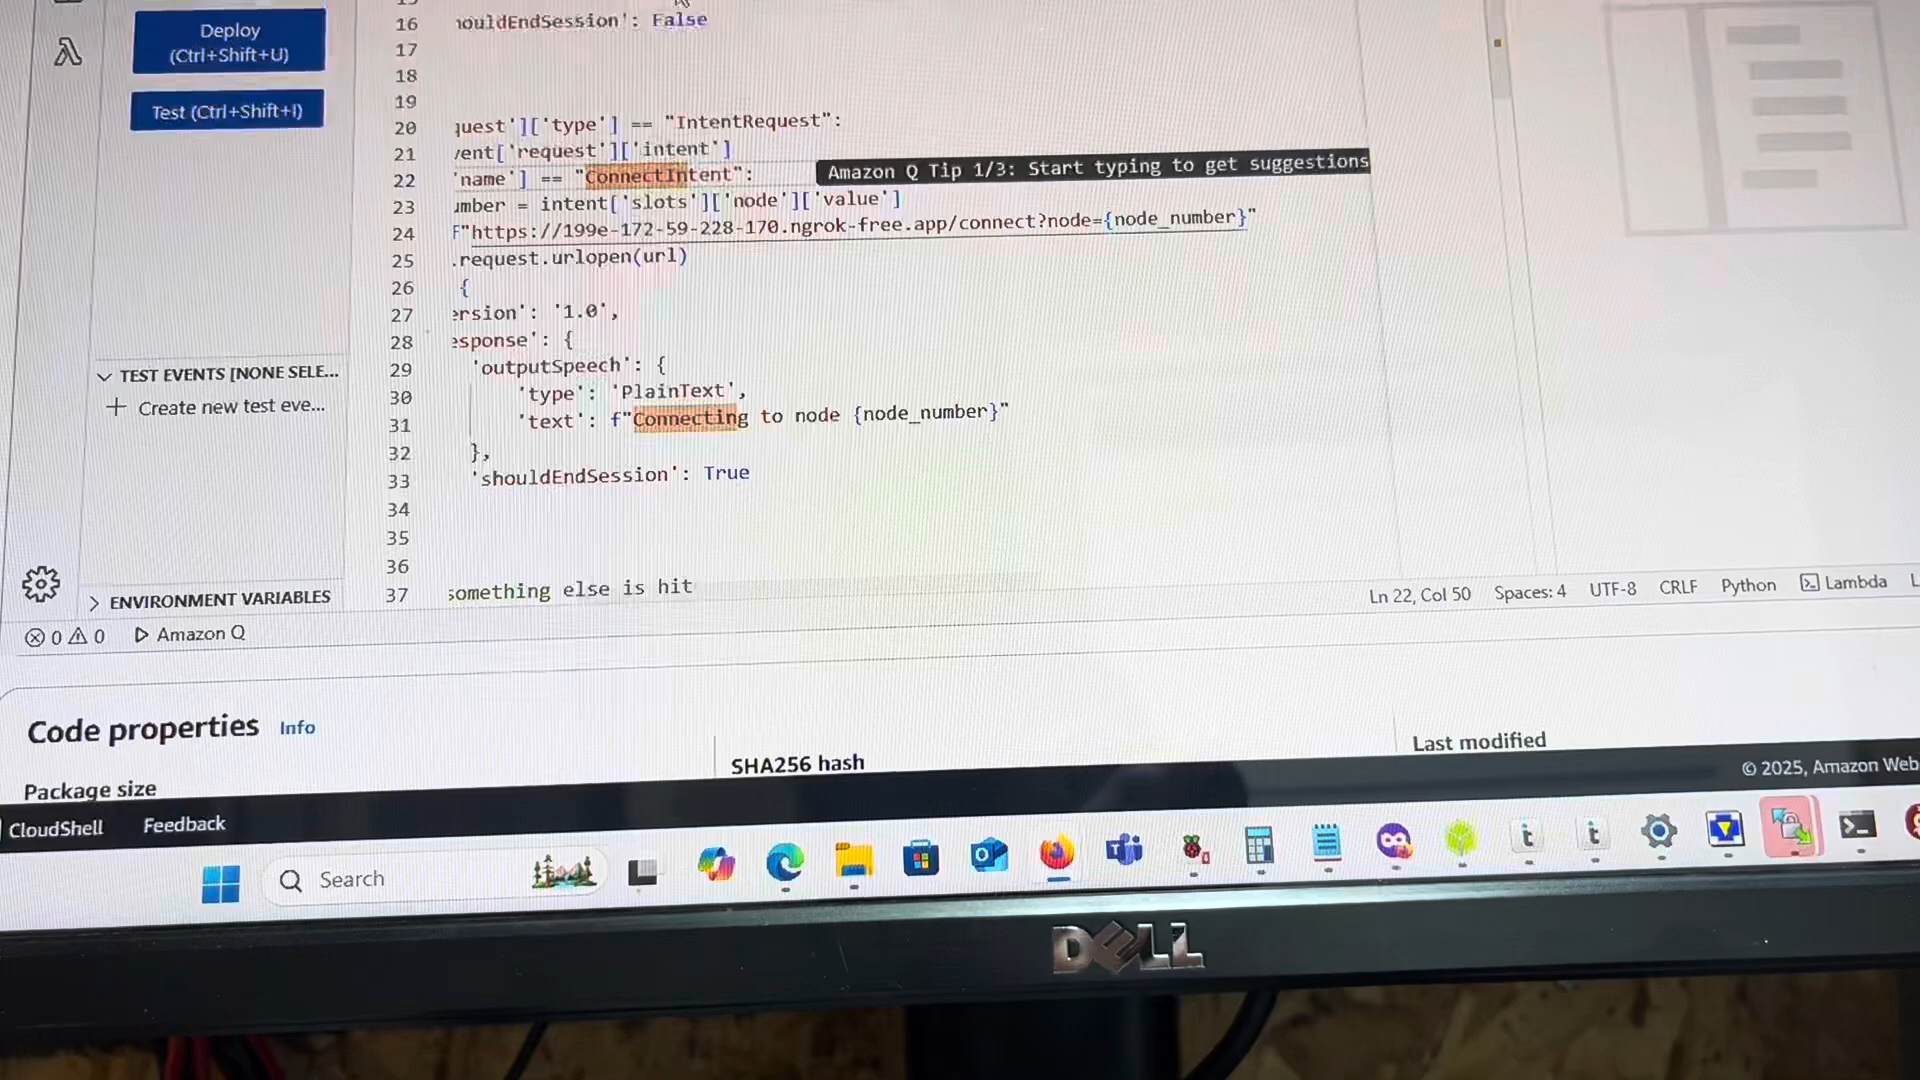 Deploy
(Ctrl+Shift+U)
Test (Ctrl+Shift+I)
16 ouldEndSession': False
17
18
19
20 quest']['type'] == "IntentRequest":
21 ent['request']['intent']
22 'name'] == "ConnectIntent":
Amazon Q Tip 1/3: Start typing to get suggestions
23 umber = intent['slots']['node']['value']
24 f"https://199e-172-59-228-170.ngrok-free.app/connect?node={node_number}"
25 .request.urlopen(url)
26 {
27 ersion': '1.0',
28 esponse': {
29 'outputSpeech': {
30 'type': 'PlainText',
31 'text': f"Connecting to node {node_number}"
32 },
33 'shouldEndSession': True
34
35
36
37 something else is hit
TEST EVENTS [NONE SELE...
Create new test eve...
ENVIRONMENT VARIABLES
0 0 Amazon Q
Ln 22, Col 50 Spaces: 4 UTF-8 CRLF Python Lambda
Code properties Info
Package size
SHA256 hash
Last modified
© 2025, Amazon Web
CloudShell Feedback
Search
DELL